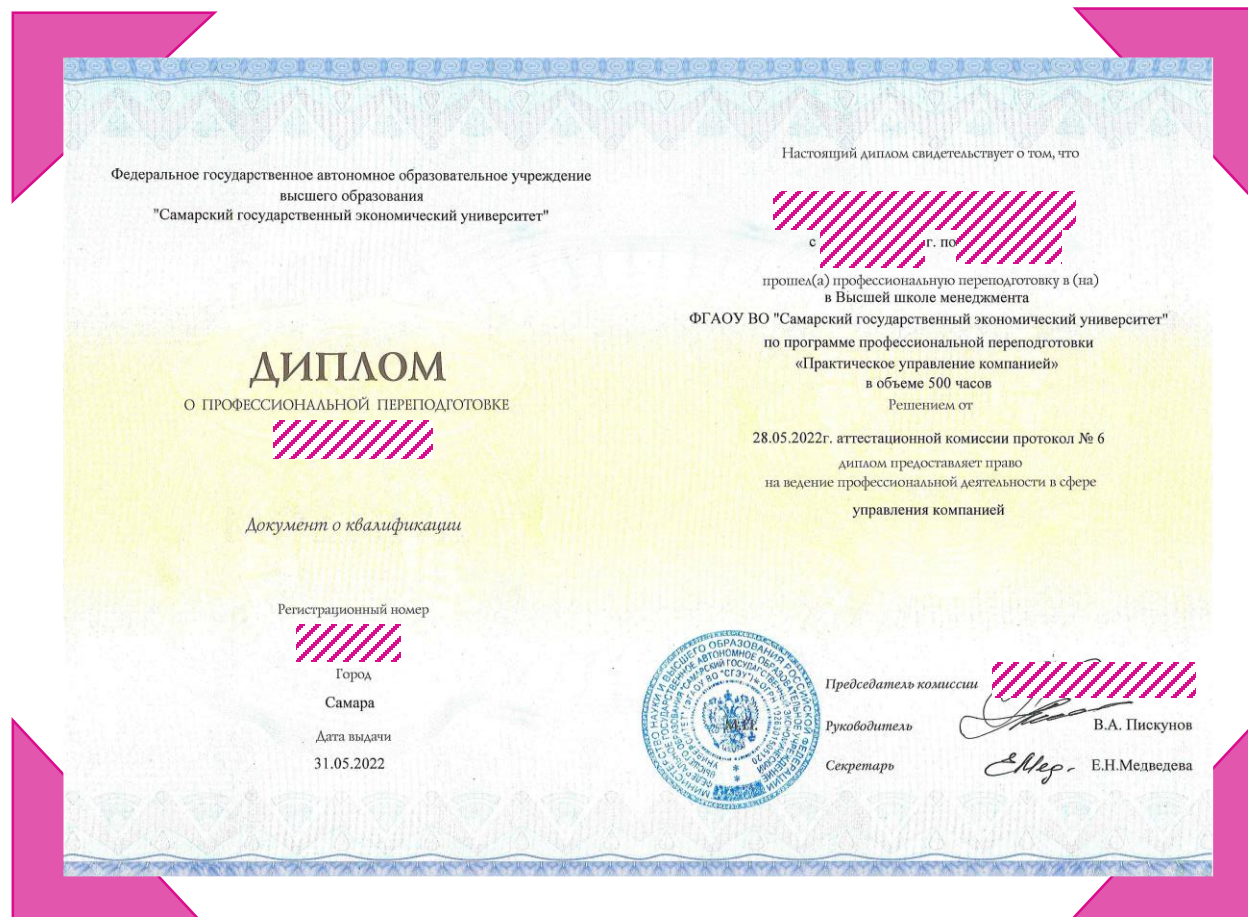 Федеральное государственное автономное образовательное учреждение
высшего образования
"Самарский государственный экономический университет"
ДИПЛОМ
О ПРОФЕССИОНАЛЬНОЙ ПЕРЕПОДГОТОВКЕ
Документ о квалификации
Регистрационный номер
Город
Самара
Дата выдачи
31.05.2022
Настоящий диплом свидетельствует о том, что
с г. по
прошел(а) профессиональную переподготовку в (на)
в Высшей школе менеджмента
ФГАОУ ВО "Самарский государственный экономический университет"
по программе профессиональной переподготовки
«Практическое управление компанией»
в объеме 500 часов
Решением от
28.05.2022г. аттестационной комиссии протокол № 6
диплом предоставляет право
на ведение профессиональной деятельности в сфере
управления компанией
М.П.
Председатель комиссии
Руководитель В.А. Пискунов
Секретарь Е.Н.Медведева